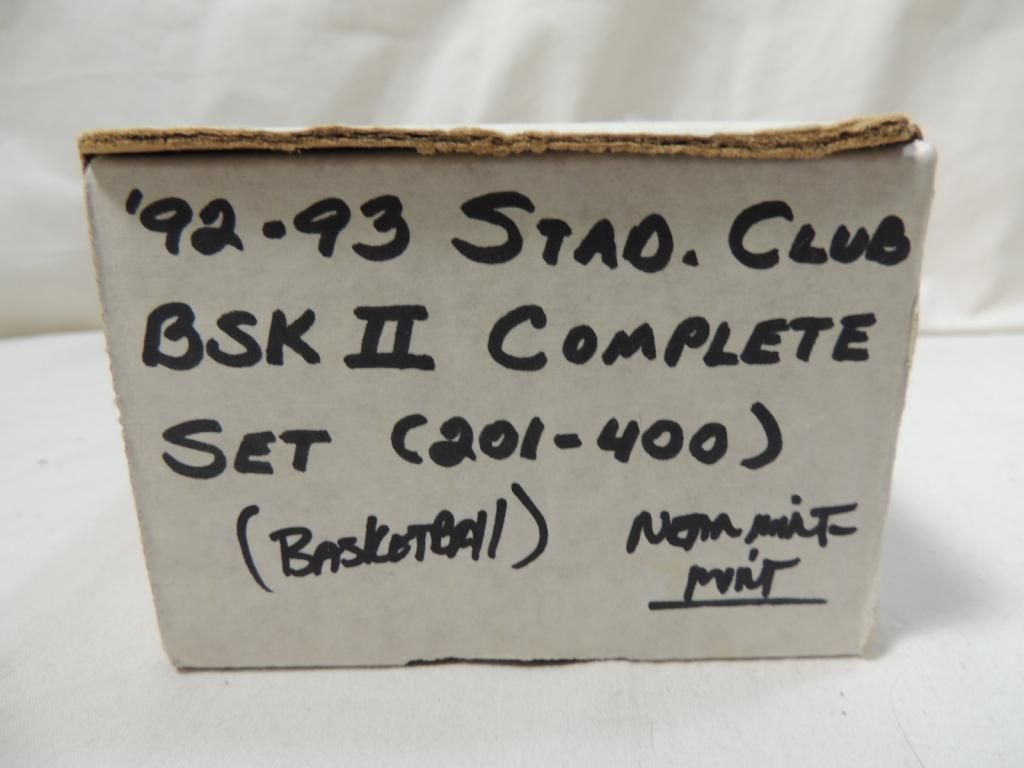 '92-93 STAD. CLUB
BSK II COMPLETE
SET (201-400)
(BASKETBALL) NEAR MINT-
MINT